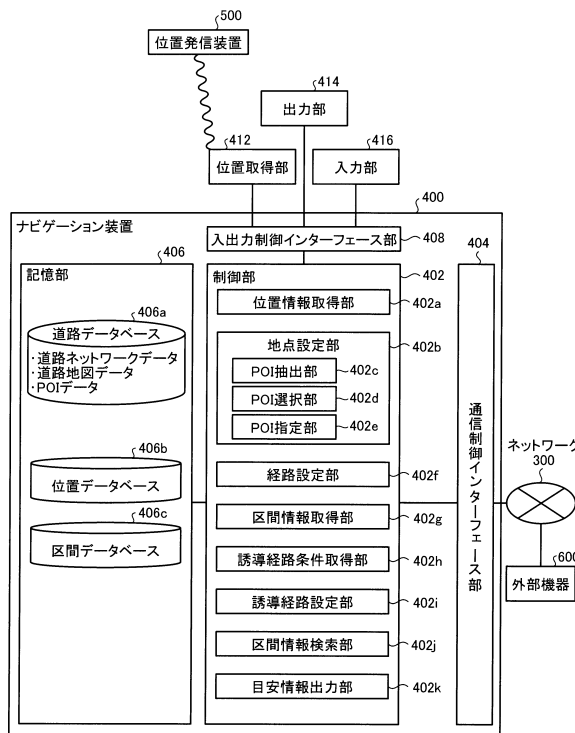 500
位置発信装置
414
出力部
412
位置取得部
416
入力部
400
ナビゲーション装置
入出力制御インターフェース部
408
406
記憶部
406a
道路データベース
・道路ネットワークデータ
・道路地図データ
・POIデータ
406b
位置データベース
406c
区間データベース
402
制御部
位置情報取得部
402a
地点設定部
402b
POI抽出部
402c
POI選択部
402d
POI指定部
402e
経路設定部
402f
区間情報取得部
402g
誘導経路条件取得部
402h
誘導経路設定部
402i
区間情報検索部
402j
目安情報出力部
402k
404
通信制御インターフェース部
ネットワーク
300
600
外部機器